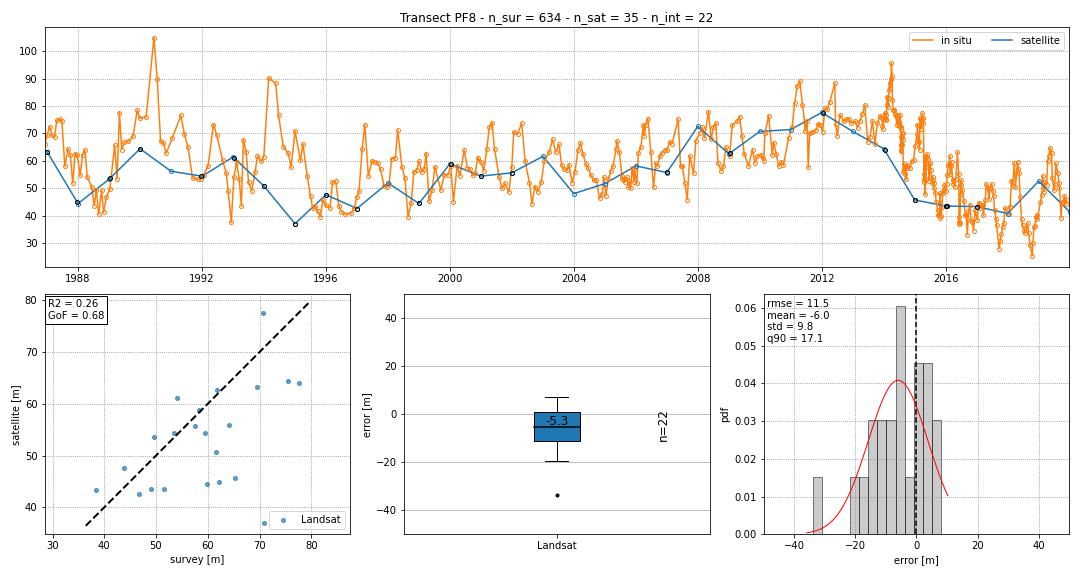 Transect PF8 - n_sur = 634 - n_sat = 35 - n_int = 22
in situ
satellite
100
90
80
70
60
50
40
30
1988
1992
1996
2000
2004
2008
2012
2016
R2 = 0.26
GoF = 0.68
satellite [m]
80
70
60
50
40
30
40
50
60
70
80
survey [m]
Landsat
error [m]
40
20
0
−20
−40
-5.3
n=22
Landsat
rmse = 11.5
mean = -6.0
std = 9.8
q90 = 17.1
pdf
0.06
0.05
0.04
0.03
0.02
0.01
0.00
−40
−20
0
20
40
error [m]